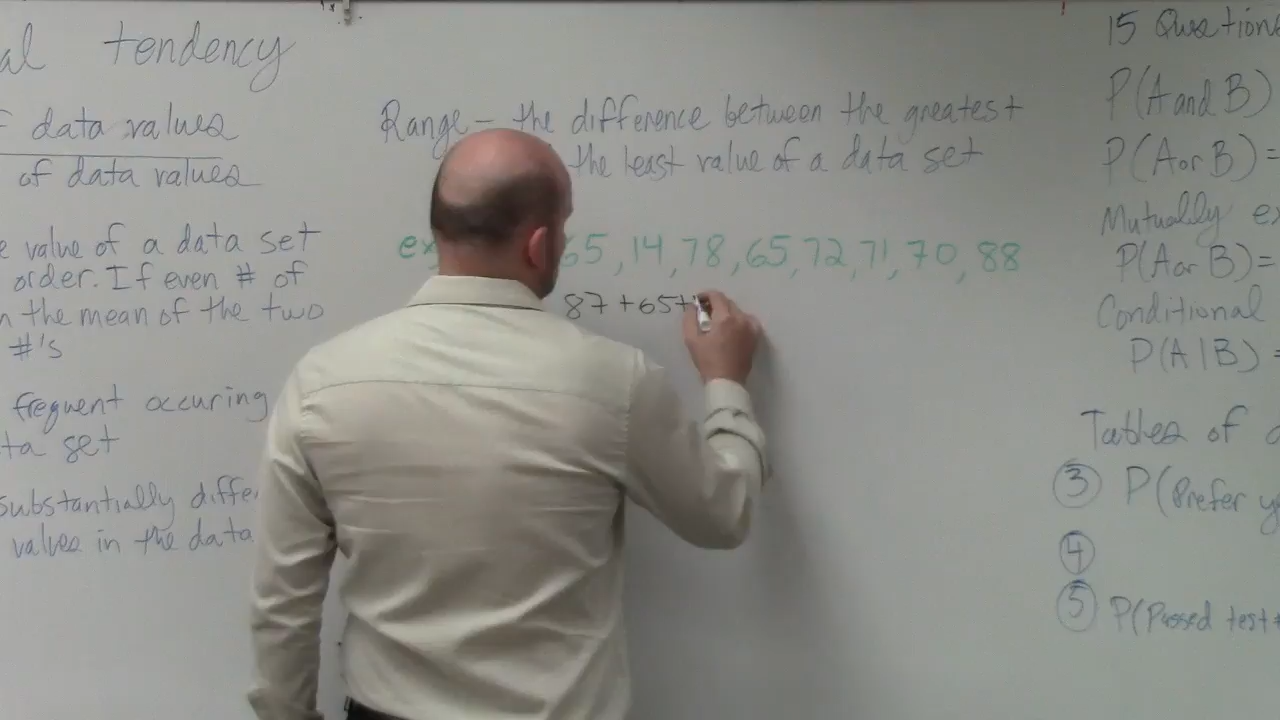 al tendency
data values
of data values
e value of a data set
order. If even # of
n the mean of the two
#'s
frequent occuring
ta set
substantially diffe
values in the data
Range - the difference between the greatest
the least value of a data set
ex 65, 14, 78, 65, 72, 71, 70, 88
87 + 65 +
15 Question
P(A and B)
P(A or B) =
Mutually ex
P(A or B) =
Conditional
P(A | B) =
Tables of
③ P(Prefer y
④
⑤ P(Passed test